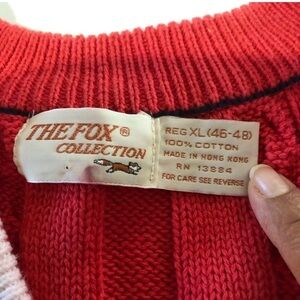 THE FOX®
COLLECTION
REG XL (46-48)
100% COTTON
MADE IN HONG KONG
RN 13884
FOR CARE SEE REVERSE